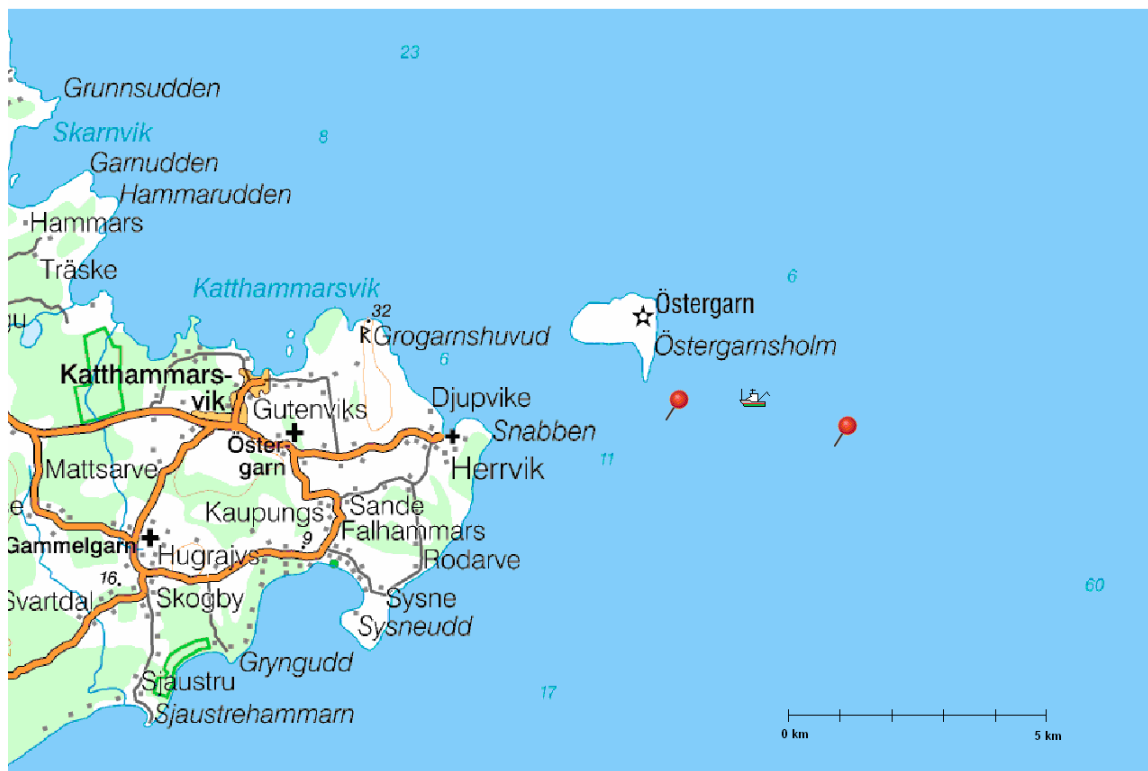 23
Grunnsudden
8
Skarnvik
Garnudden
Hammarudden
Hammars
Träske
6
Katthammarsvik
Östergarn
32
Grogarnshuvud
Östergarnsholm
6
Katthammars-
vik
Gutenviks
Djupvike
Snabben
Öster-
garn
11
Herrvik
Mattsarve
Kaupungs
Sande
Falhammars
9
Gammelgarn
Hugrajvs
Rodarve
16.
Svartdal
Skogby
Sysne
60
Sysneudd
Gryngudd
Sjaustru
17
Sjaustrehammarn
0 km
5 km